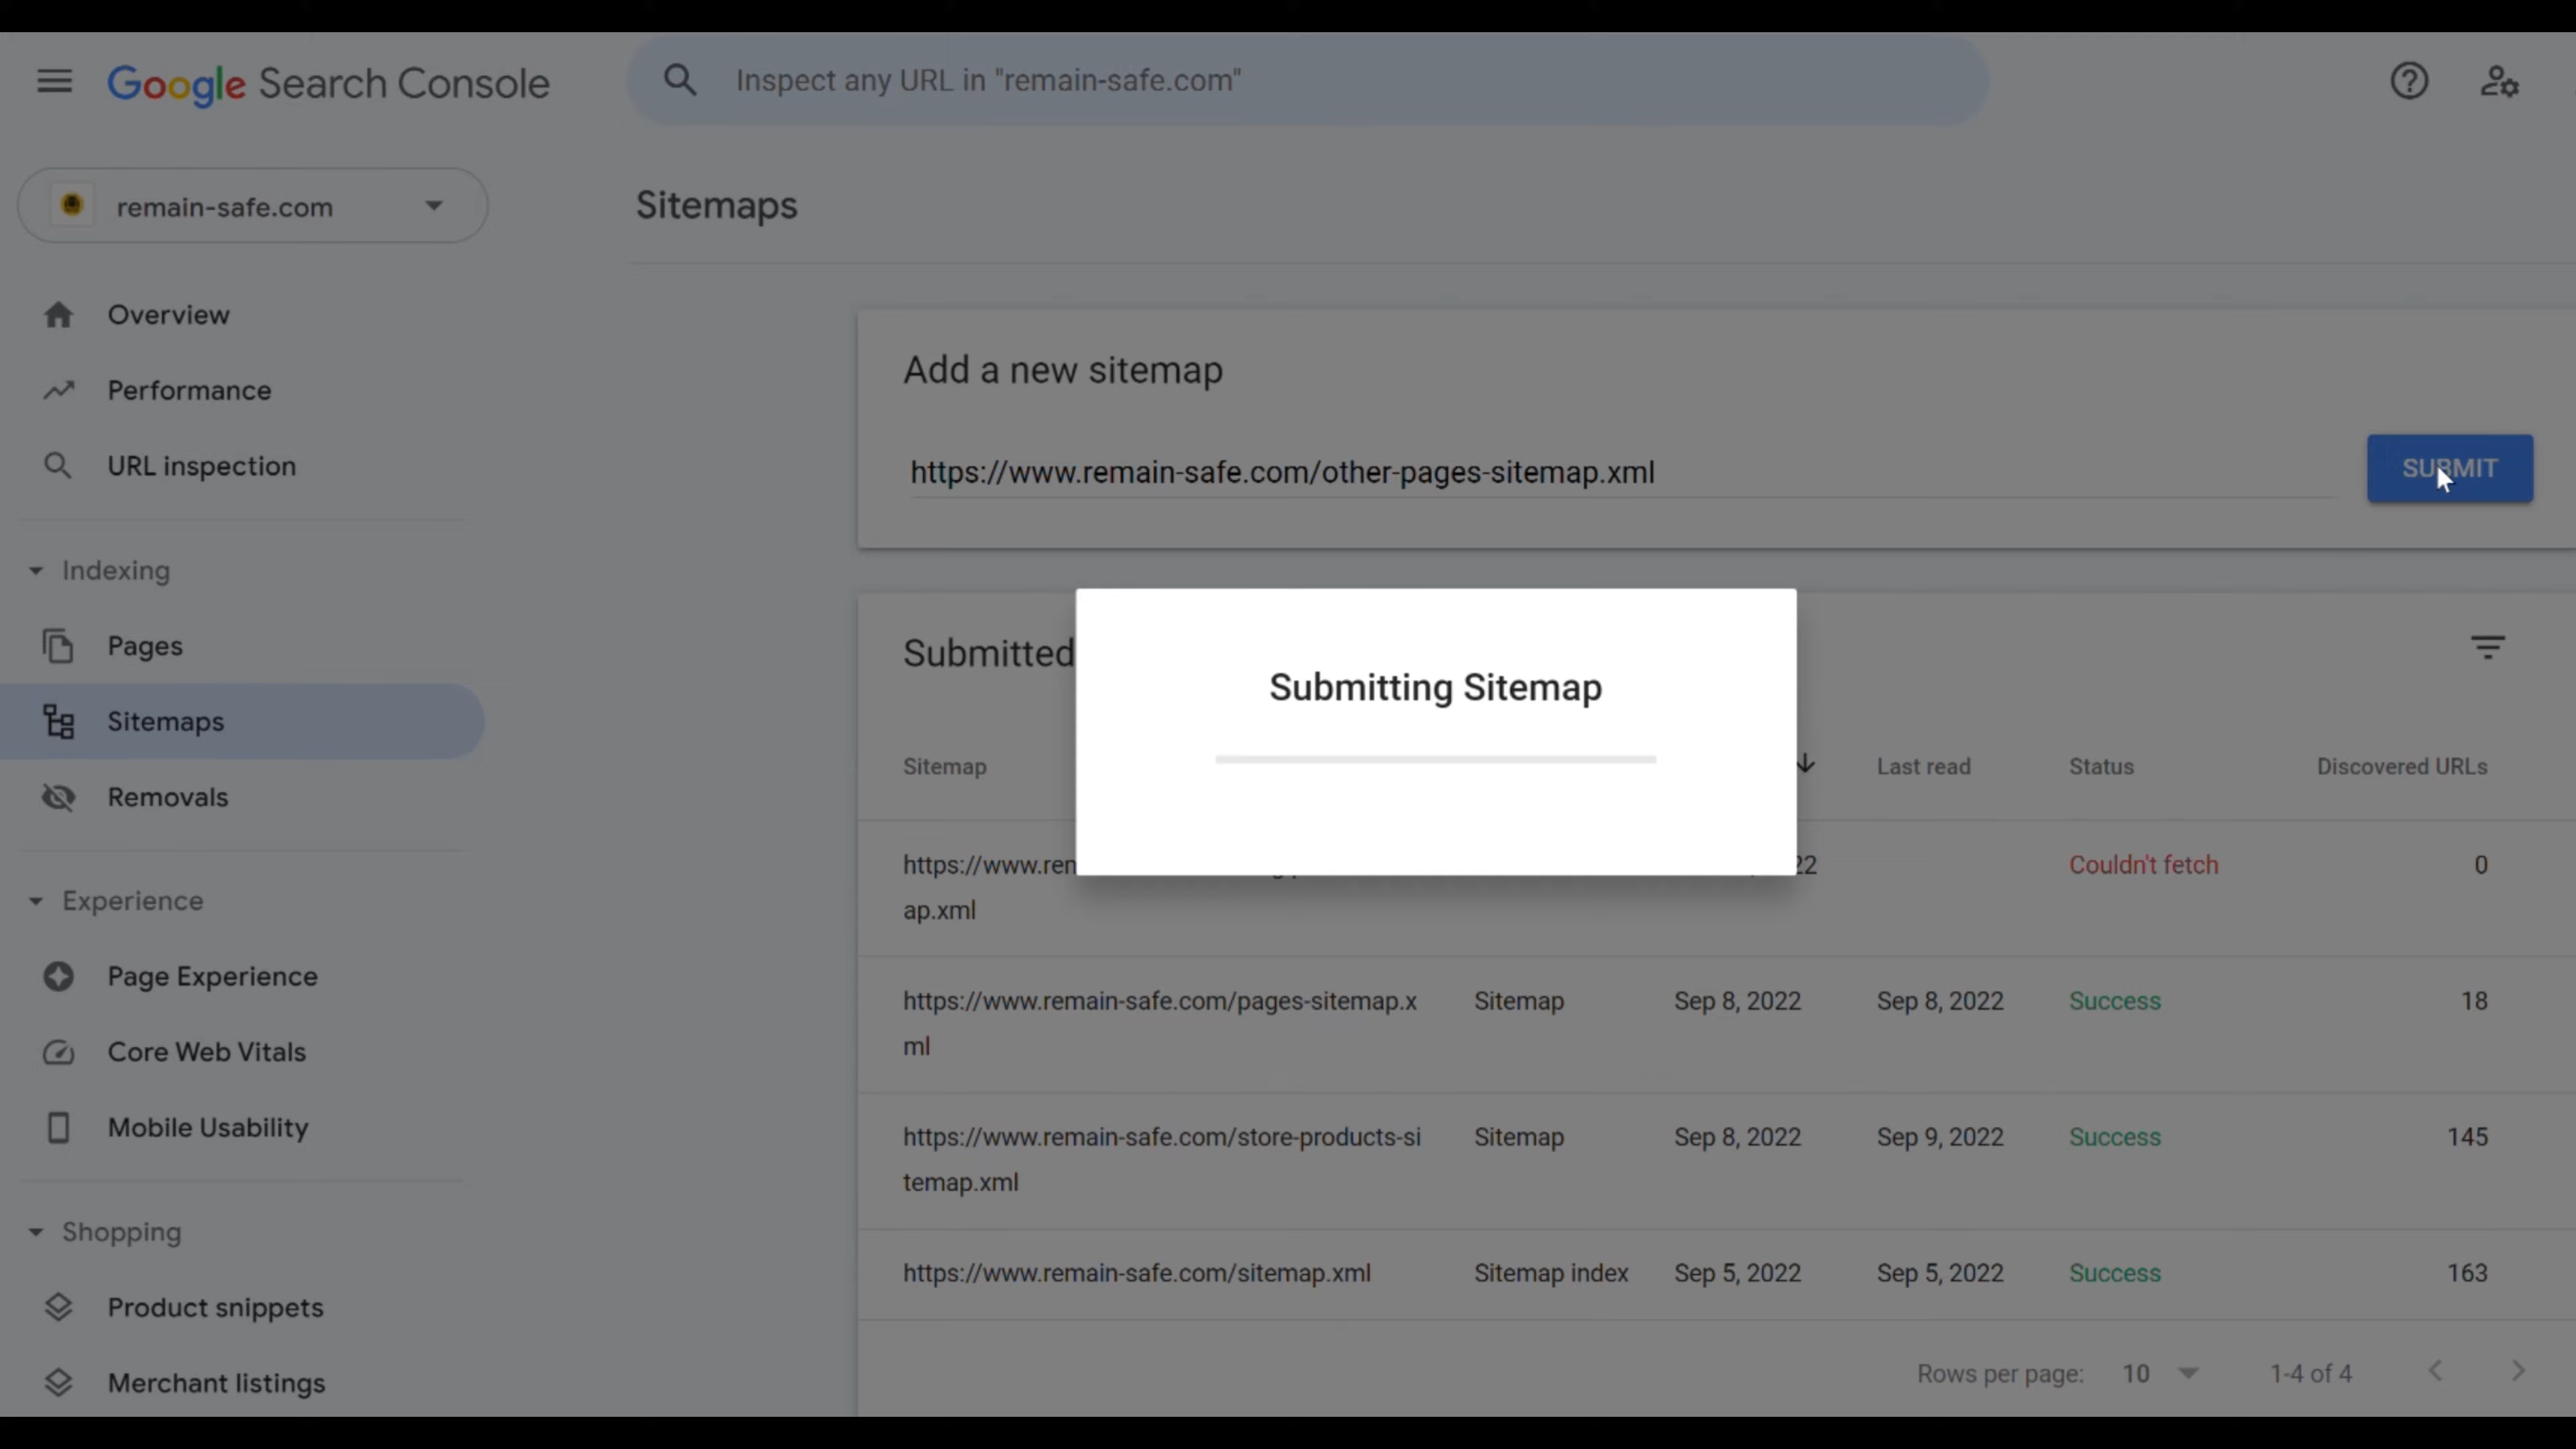 Google Search Console
Inspect any URL in "remain-safe.com"
remain-safe.com
Sitemaps
Overview
Performance
URL inspection
Indexing
Pages
Sitemaps
Removals
Experience
Page Experience
Core Web Vitals
Mobile Usability
Shopping
Product snippets
Merchant listings
Add a new sitemap
https://www.remain-safe.com/other-pages-sitemap.xml
SUBMIT
Submitting Sitemap
Submitted
Sitemap Last read Status Discovered URLs
https://www.ren 22 Couldn't fetch 0
ap.xml
https://www.remain-safe.com/pages-sitemap.x Sitemap Sep 8, 2022 Sep 8, 2022 Success 18
ml
https://www.remain-safe.com/store-products-si Sitemap Sep 8, 2022 Sep 9, 2022 Success 145
temap.xml
https://www.remain-safe.com/sitemap.xml Sitemap index Sep 5, 2022 Sep 5, 2022 Success 163
Rows per page: 10 1-4 of 4